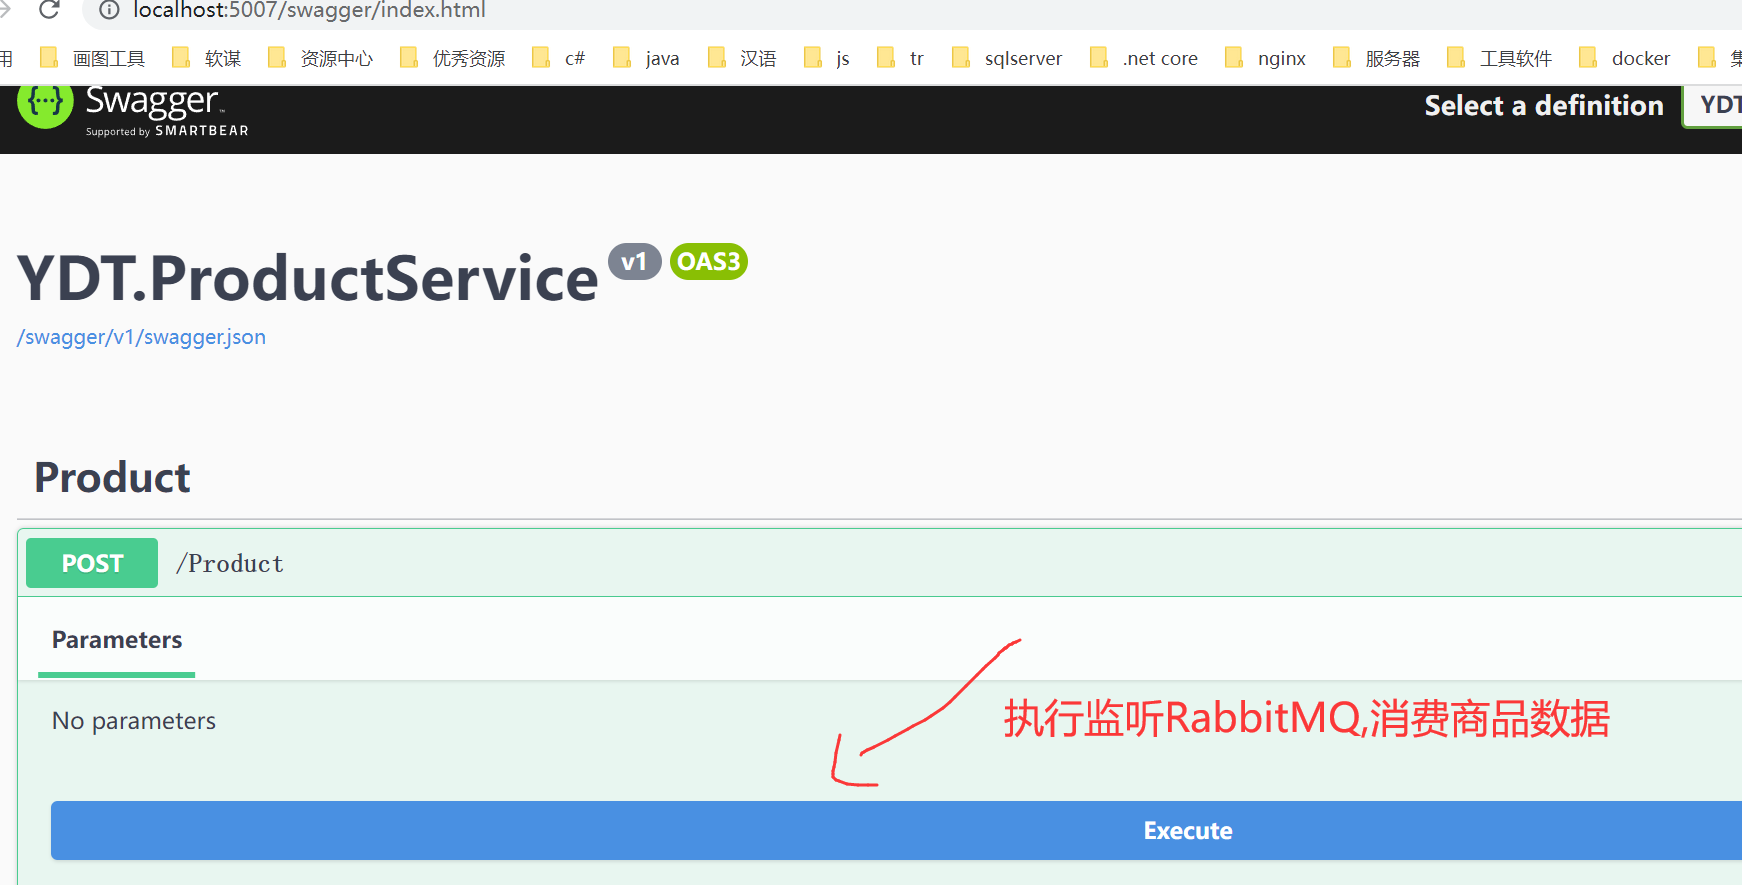 localhost:5007/swagger/index.html
用 画图工具 软谋 资源中心 优秀资源 c# java 汉语 js tr sqlserver .net core nginx 服务器 工具软件 docker
{···} Swagger™ Select a definition YDT
Supported by SMARTBEAR
YDT.ProductService v1 OAS3
/swagger/v1/swagger.json
Product
POST /Product
Parameters
执行监听RabbitMQ,消费商品数据
No parameters
Execute